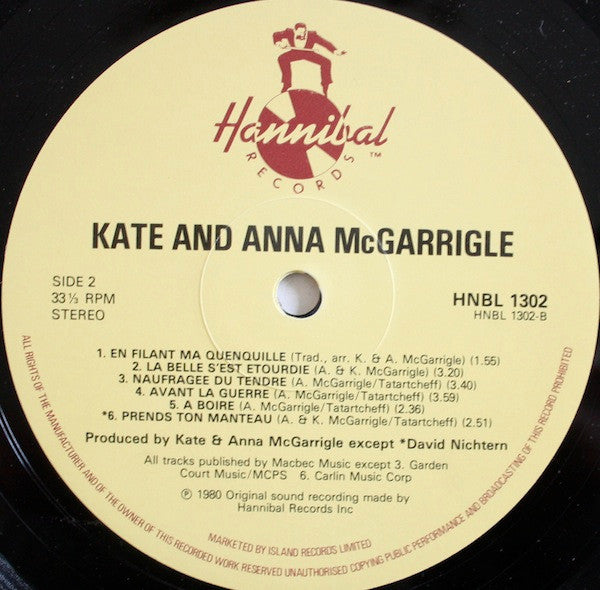 Hannibal
RECORDS ™
KATE AND ANNA McGARRIGLE
SIDE 2
33⅓ RPM
STEREO
HNBL 1302
HNBL 1302-B
1. EN FILANT MA QUENQUILLE (Trad., arr. K. & A. McGarrigle) (1.55)
2. LA BELLE S'EST ETOURDIE (A. & K. McGarrigle) (3.20)
3. NAUFRAGEE DU TENDRE (A. McGarrigle/Tatartcheff) (3.40)
4. AVANT LA GUERRE (A. McGarrigle/Tatartcheff) (3.59)
5. A BOIRE (A. McGarrigle/Tatartcheff) (2.36)
*6. PRENDS TON MANTEAU (A. & K. McGarrigle/Tatartcheff) (2.51)
Produced by Kate & Anna McGarrigle except *David Nichtern
All tracks published by Macbec Music except 3. Garden
Court Music/MCPS 6. Carlin Music Corp
℗ 1980 Original sound recording made by
Hannibal Records Inc
MARKETED BY ISLAND RECORDS LIMITED
ALL RIGHTS OF THE MANUFACTURER AND OF THE OWNER OF THIS RECORDED WORK RESERVED UNAUTHORISED COPYING PUBLIC PERFORMANCE AND BROADCASTING OF THIS RECORD PROHIBITED